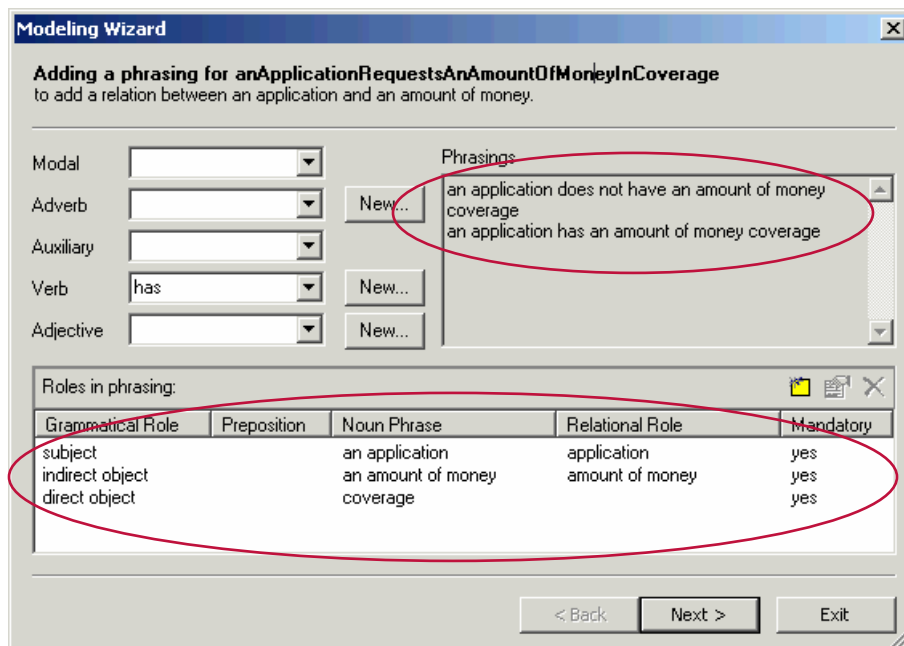 Modeling Wizard
Adding a phrasing for anApplicationRequestsAnAmountOfMoneyInCoverage
to add a relation between an application and an amount of money.
Modal
Phrasings
Adverb
New...
an application does not have an amount of money
coverage
an application has an amount of money coverage
Auxiliary
Verb has New...
Adjective New...
Roles in phrasing:
Grammatical Role Preposition Noun Phrase Relational Role Mandatory
subject an application application yes
indirect object an amount of money amount of money yes
direct object coverage yes
< Back Next > Exit